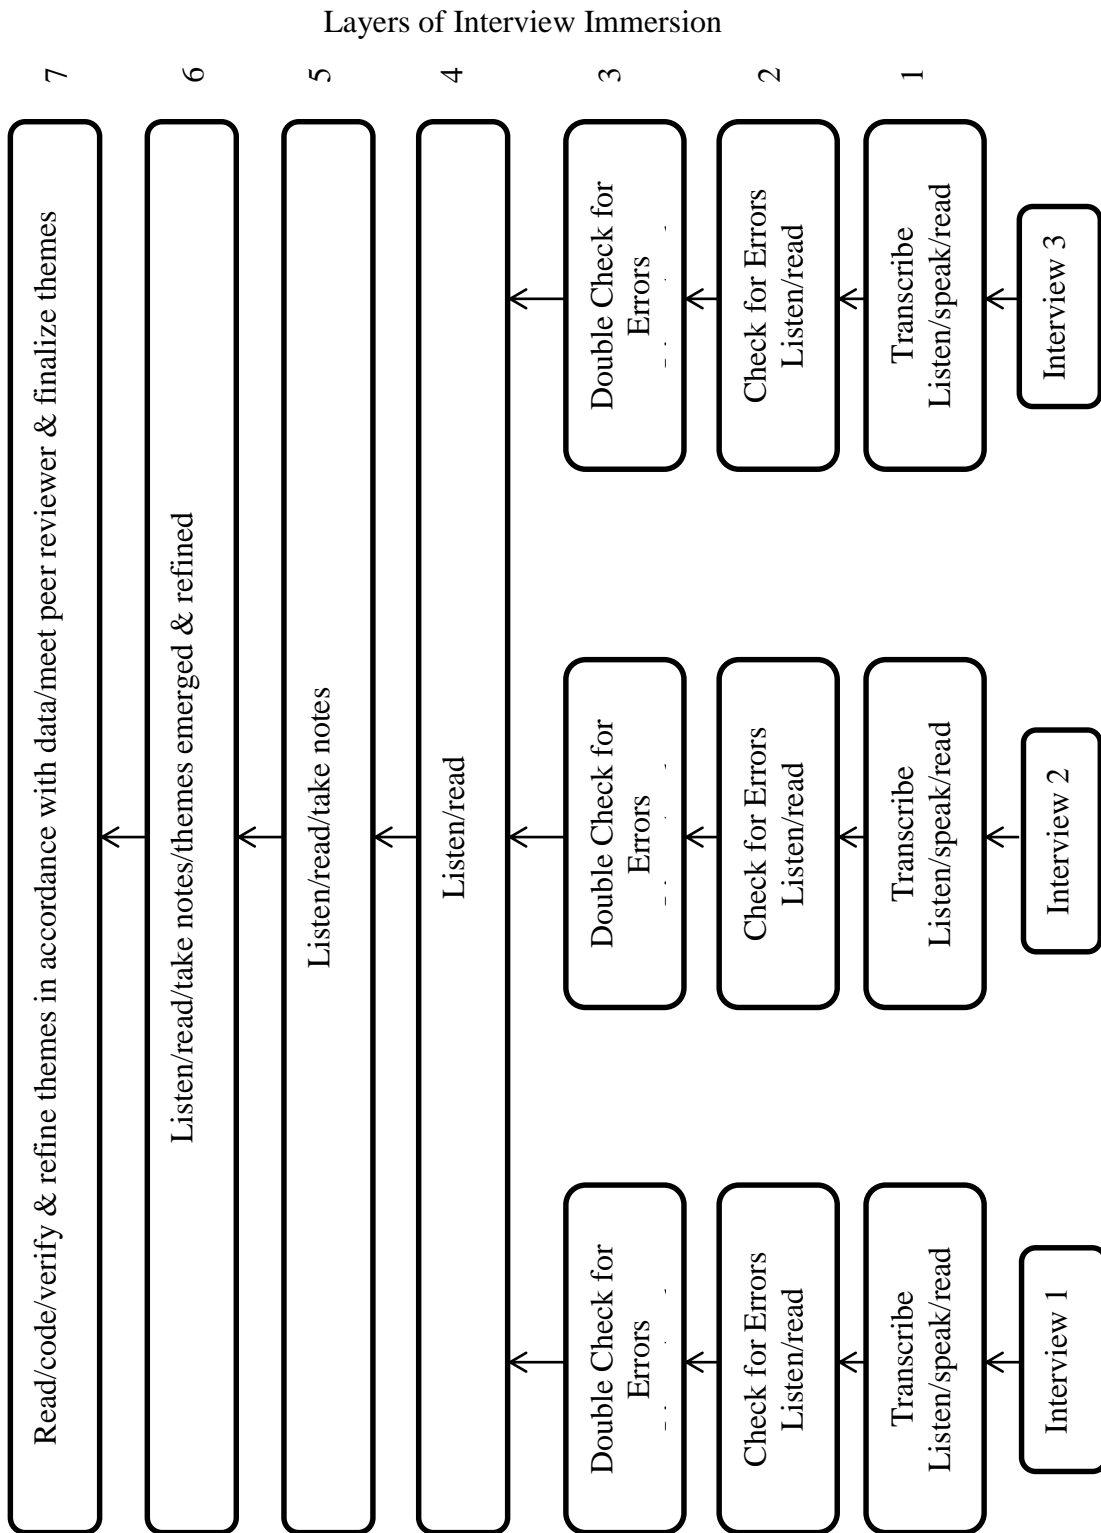 Layers of Interview Immersion
7
Read/code/verify & refine themes in accordance with data/meet peer reviewer & finalize themes
6
Listen/read/take notes/themes emerged & refined
5
Listen/read/take notes
4
Listen/read
3
Double Check for
Errors
Double Check for
Errors
Double Check for
Errors
2
Check for Errors
Listen/read
Check for Errors
Listen/read
Check for Errors
Listen/read
1
Transcribe
Listen/speak/read
Transcribe
Listen/speak/read
Transcribe
Listen/speak/read
Interview 1
Interview 2
Interview 3